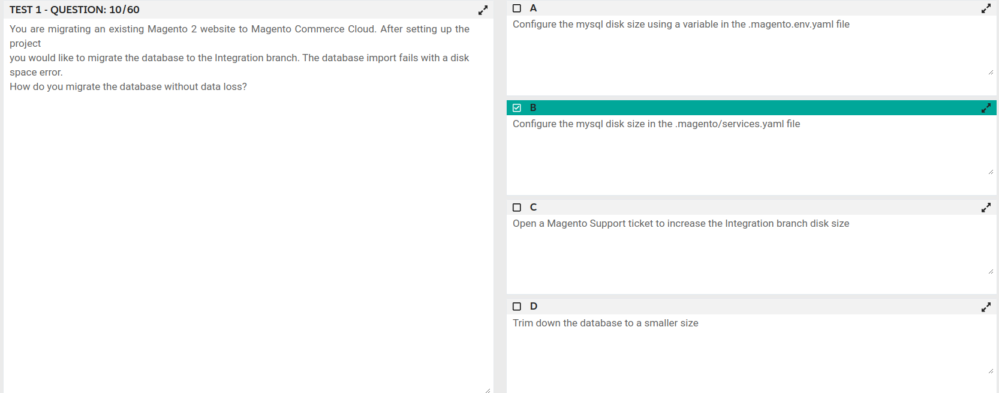 TEST 1 - QUESTION: 10/60
You are migrating an existing Magento 2 website to Magento Commerce Cloud. After setting up the
project
you would like to migrate the database to the Integration branch. The database import fails with a disk
space error.
How do you migrate the database without data loss?
A
Configure the mysql disk size using a variable in the .magento.env.yaml file
B
Configure the mysql disk size in the .magento/services.yaml file
C
Open a Magento Support ticket to increase the Integration branch disk size
D
Trim down the database to a smaller size